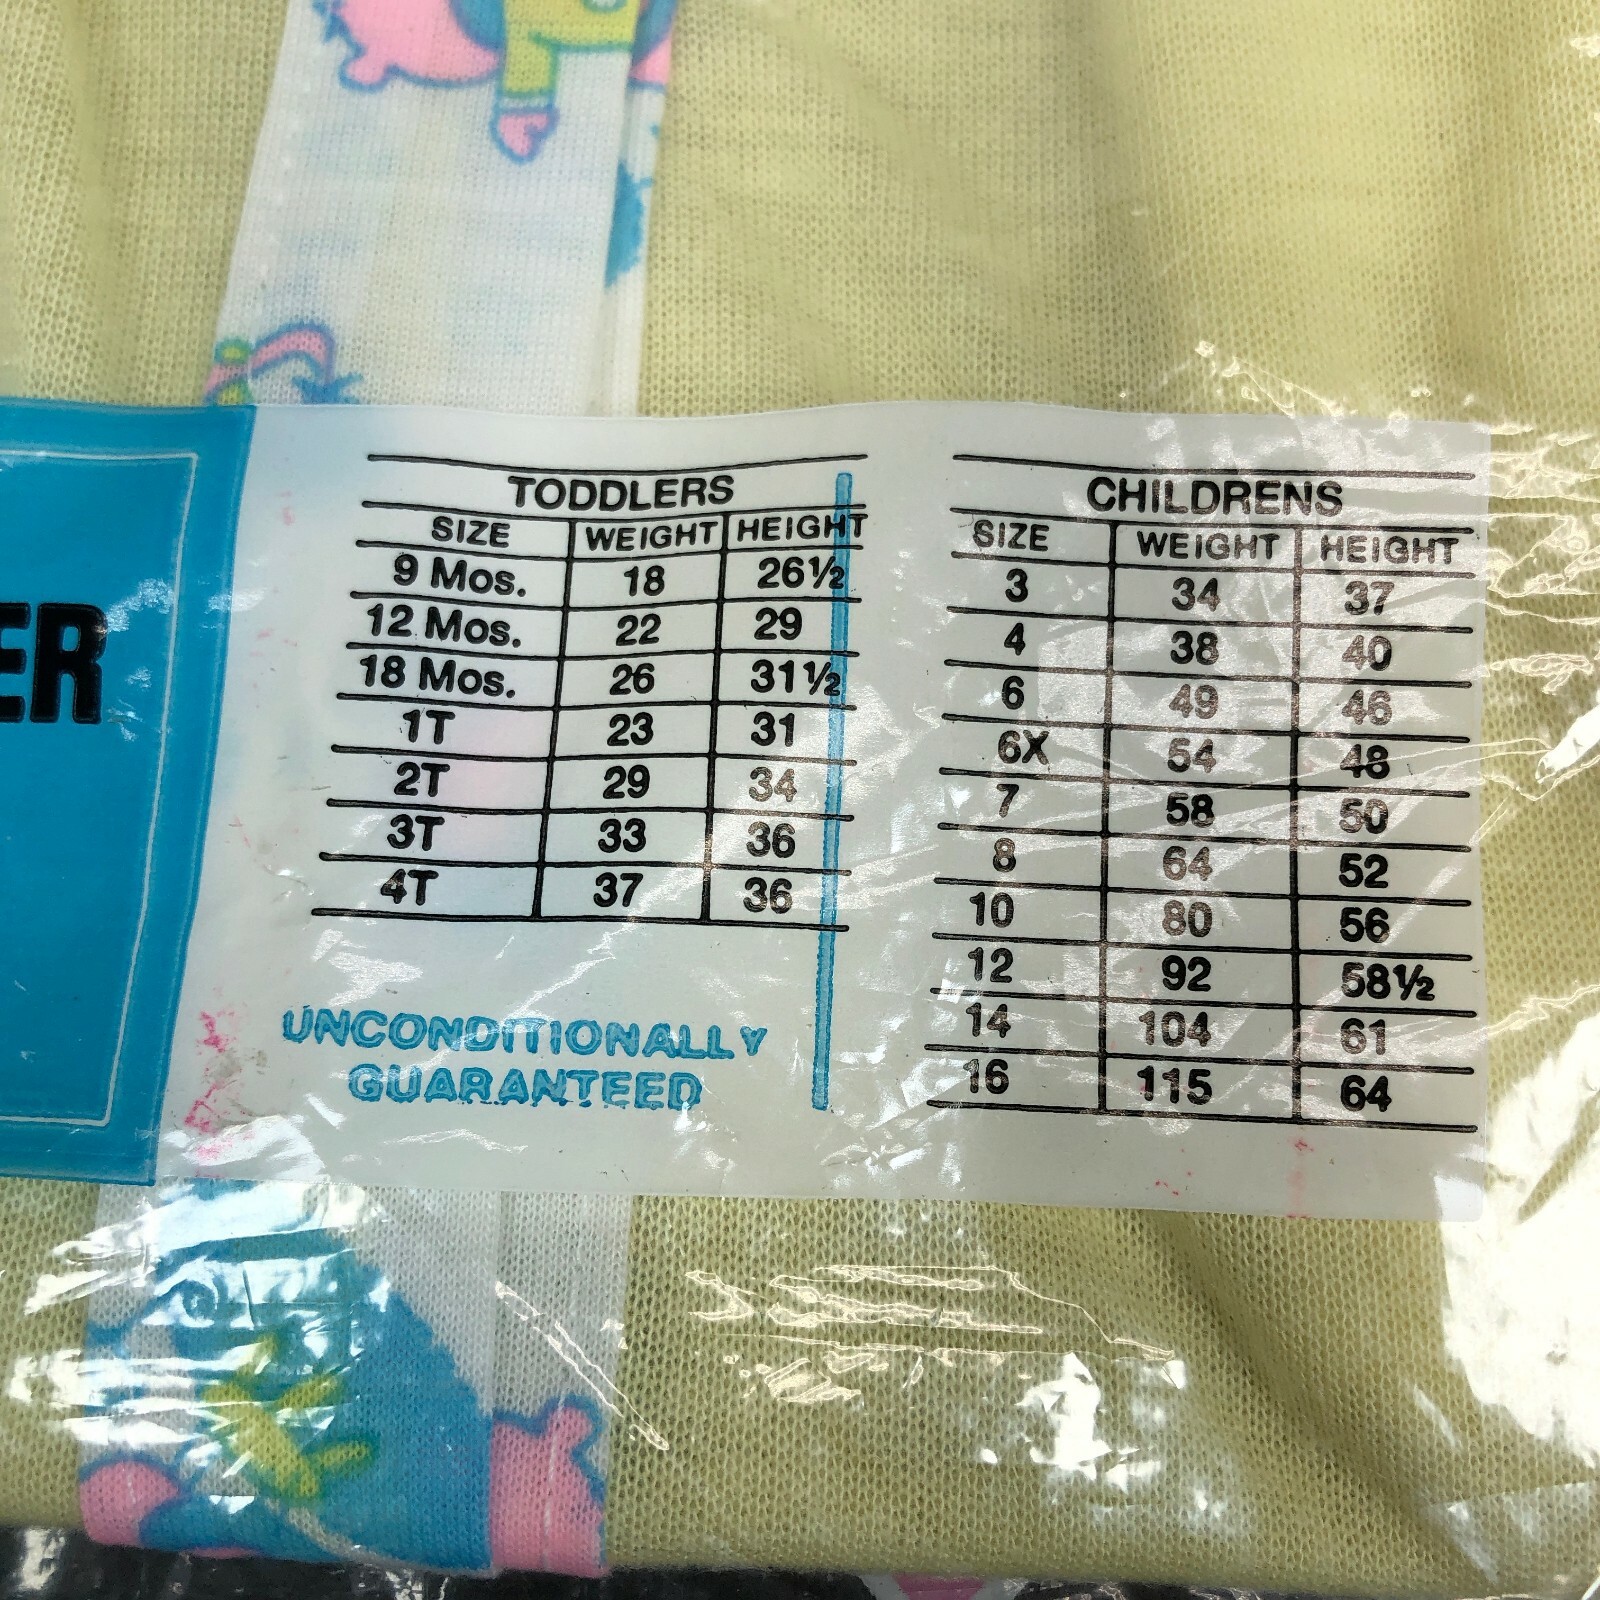 ER
TODDLERS
SIZE WEIGHT HEIGHT
9 Mos. 18 26½
12 Mos. 22 29
18 Mos. 26 31½
1T 23 31
2T 29 34
3T 33 36
4T 37 36
UNCONDITIONALLY
GUARANTEED
CHILDRENS
SIZE WEIGHT HEIGHT
3 34 37
4 38 40
6 49 46
6X 54 48
7 58 50
8 64 52
10 80 56
12 92 58½
14 104 61
16 115 64